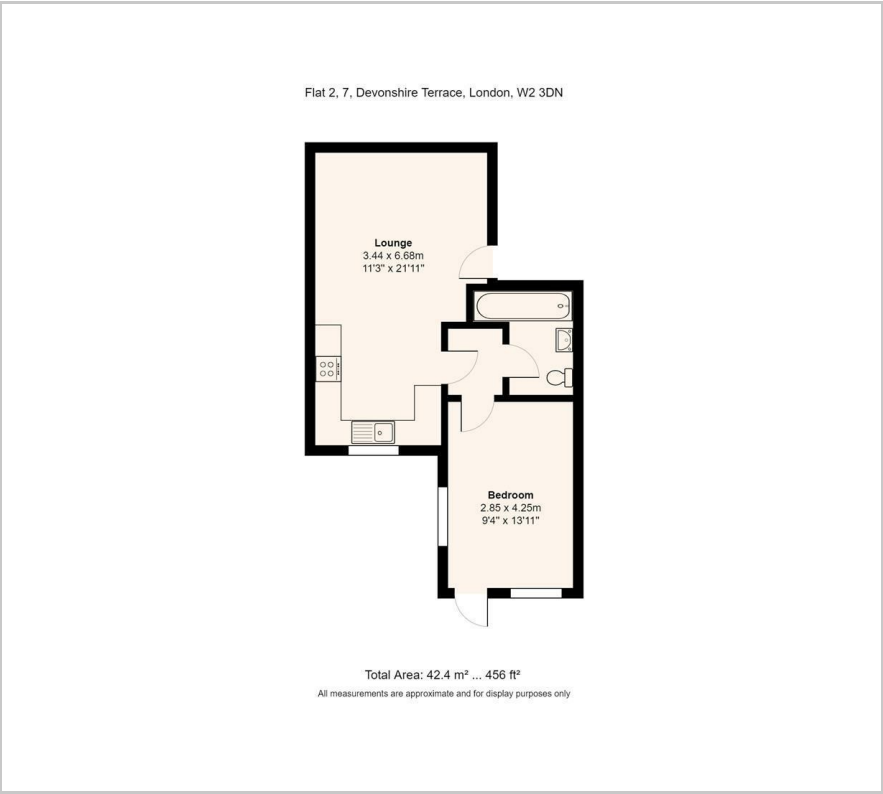 Flat 2, 7, Devonshire Terrace, London, W2 3DN
Lounge
3.44 x 6.68m
11'3" x 21'11"
Bedroom
2.85 x 4.25m
9'4" x 13'11"
Total Area: 42.4 m² ... 456 ft²
All measurements are approximate and for display purposes only